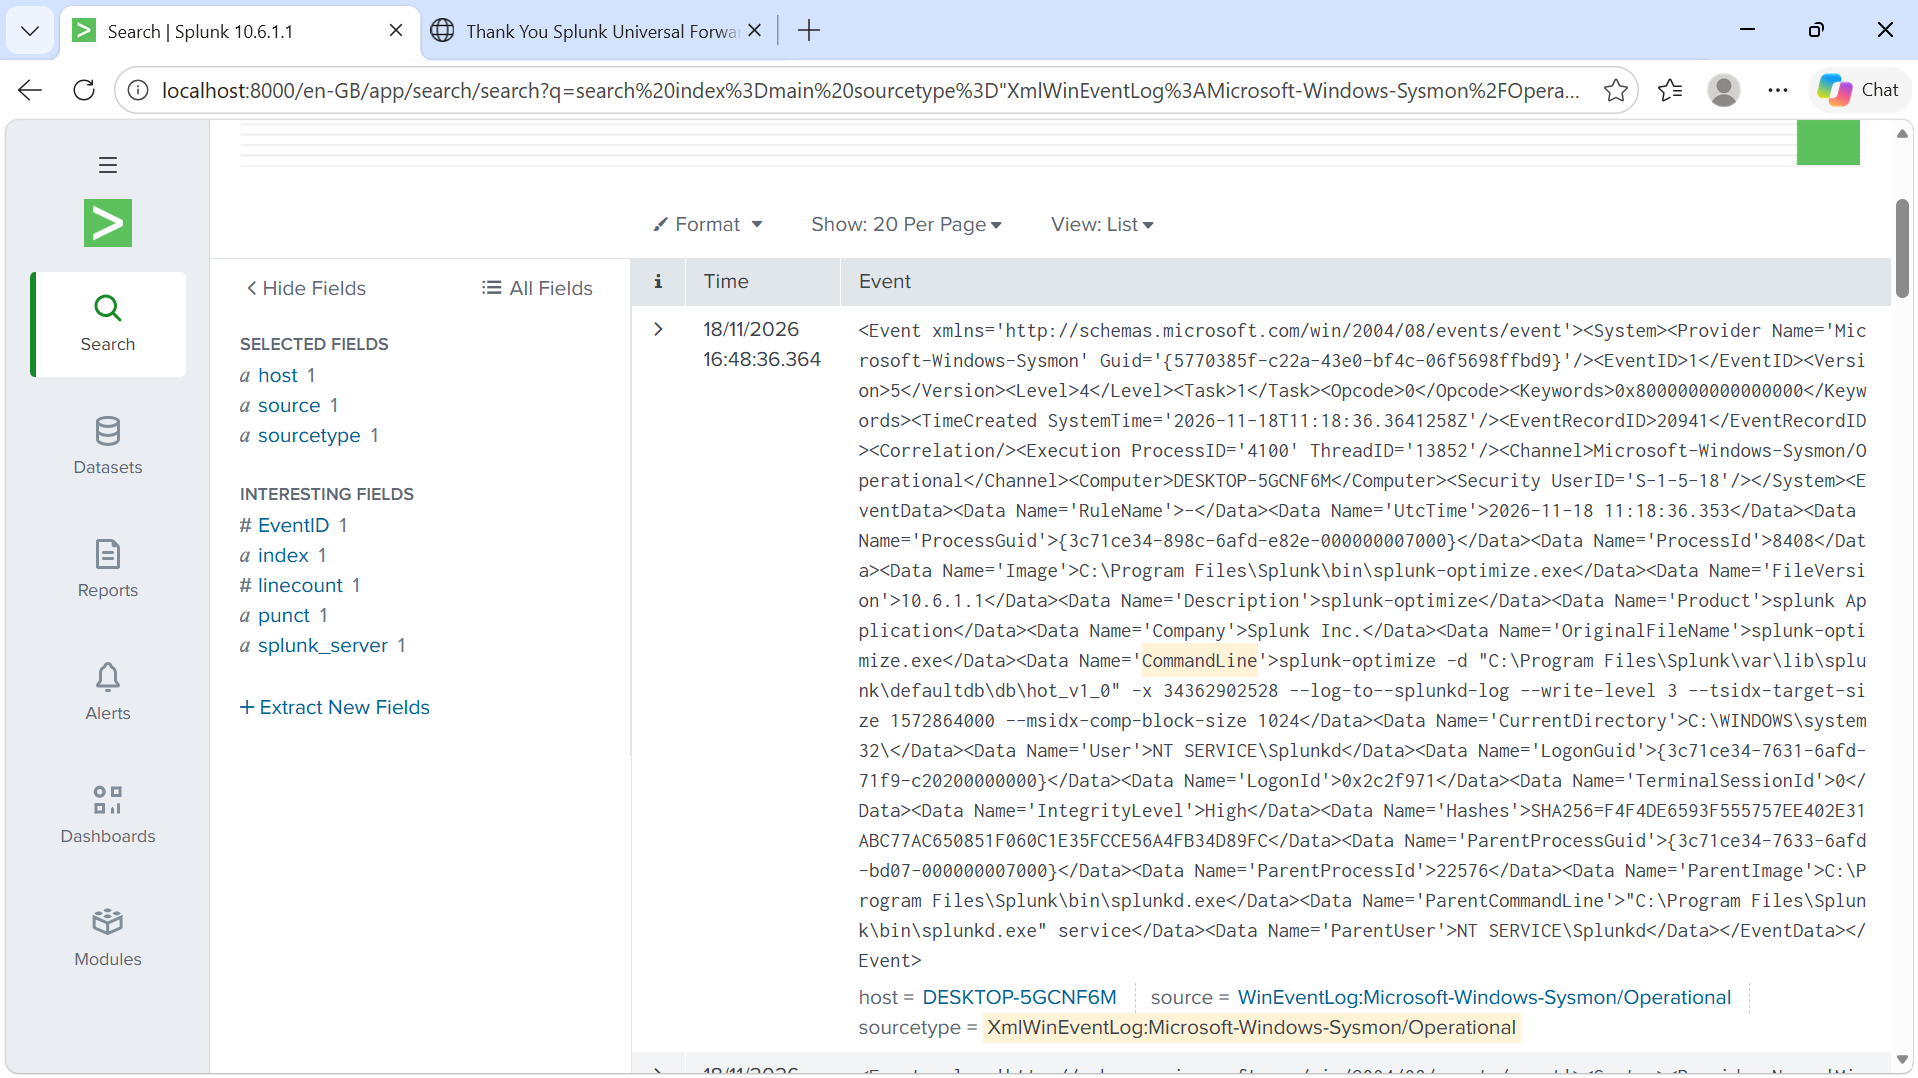 Search | Splunk 10.6.1.1
Thank You Splunk Universal Forwar
localhost:8000/en-GB/app/search/search?q=search%20index%3Dmain%20sourcetype%3D"XmlWinEventLog%3AMicrosoft-Windows-Sysmon%2FOpera...
Chat
Search
Datasets
Reports
Alerts
Dashboards
Modules
Format
Show: 20 Per Page
View: List
Hide Fields
All Fields
SELECTED FIELDS
a host 1
a source 1
a sourcetype 1
INTERESTING FIELDS
# EventID 1
a index 1
# linecount 1
a punct 1
a splunk_server 1
+ Extract New Fields
i Time Event
18/11/2026
16:48:36.364
<Event xmlns='http://schemas.microsoft.com/win/2004/08/events/event'><System><Provider Name='Mic
rosoft-Windows-Sysmon' Guid='{5770385f-c22a-43e0-bf4c-06f5698ffbd9}'/><EventID>1</EventID><Versi
on>5</Version><Level>4</Level><Task>1</Task><Opcode>0</Opcode><Keywords>0x8000000000000000</Keyw
ords><TimeCreated SystemTime='2026-11-18T11:18:36.3641258Z'/><EventRecordID>20941</EventRecordID
><Correlation/><Execution ProcessID='4100' ThreadID='13852'/><Channel>Microsoft-Windows-Sysmon/O
perational</Channel><Computer>DESKTOP-5GCNF6M</Computer><Security UserID='S-1-5-18'/></System><E
ventData><Data Name='RuleName'>-</Data><Data Name='UtcTime'>2026-11-18 11:18:36.353</Data><Data
Name='ProcessGuid'>{3c71ce34-898c-6afd-e82e-000000007000}</Data><Data Name='ProcessId'>8408</Dat
a><Data Name='Image'>C:\Program Files\Splunk\bin\splunk-optimize.exe</Data><Data Name='FileVersi
on'>10.6.1.1</Data><Data Name='Description'>splunk-optimize</Data><Data Name='Product'>splunk Ap
plication</Data><Data Name='Company'>Splunk Inc.</Data><Data Name='OriginalFileName'>splunk-opti
mize.exe</Data><Data Name='CommandLine'>splunk-optimize -d "C:\Program Files\Splunk\var\lib\splu
nk\defaultdb\db\hot_v1_0" -x 34362902528 --log-to--splunkd-log --write-level 3 --tsidx-target-si
ze 1572864000 --msidx-comp-block-size 1024</Data><Data Name='CurrentDirectory'>C:\WINDOWS\system
32\</Data><Data Name='User'>NT SERVICE\Splunkd</Data><Data Name='LogonGuid'>{3c71ce34-7631-6afd-
71f9-c20200000000}</Data><Data Name='LogonId'>0x2c2f971</Data><Data Name='TerminalSessionId'>0</
Data><Data Name='IntegrityLevel'>High</Data><Data Name='Hashes'>SHA256=F4F4DE6593F555757EE402E31
ABC77AC650851F060C1E35FCCE56A4FB34D89FC</Data><Data Name='ParentProcessGuid'>{3c71ce34-7633-6afd
-bd07-000000007000}</Data><Data Name='ParentProcessId'>22576</Data><Data Name='ParentImage'>C:\P
rogram Files\Splunk\bin\splunkd.exe</Data><Data Name='ParentCommandLine'>"C:\Program Files\Splun
k\bin\splunkd.exe" service</Data><Data Name='ParentUser'>NT SERVICE\Splunkd</Data></EventData></
Event>
host = DESKTOP-5GCNF6M source = WinEventLog:Microsoft-Windows-Sysmon/Operational
sourcetype = XmlWinEventLog:Microsoft-Windows-Sysmon/Operational
18/11/2026